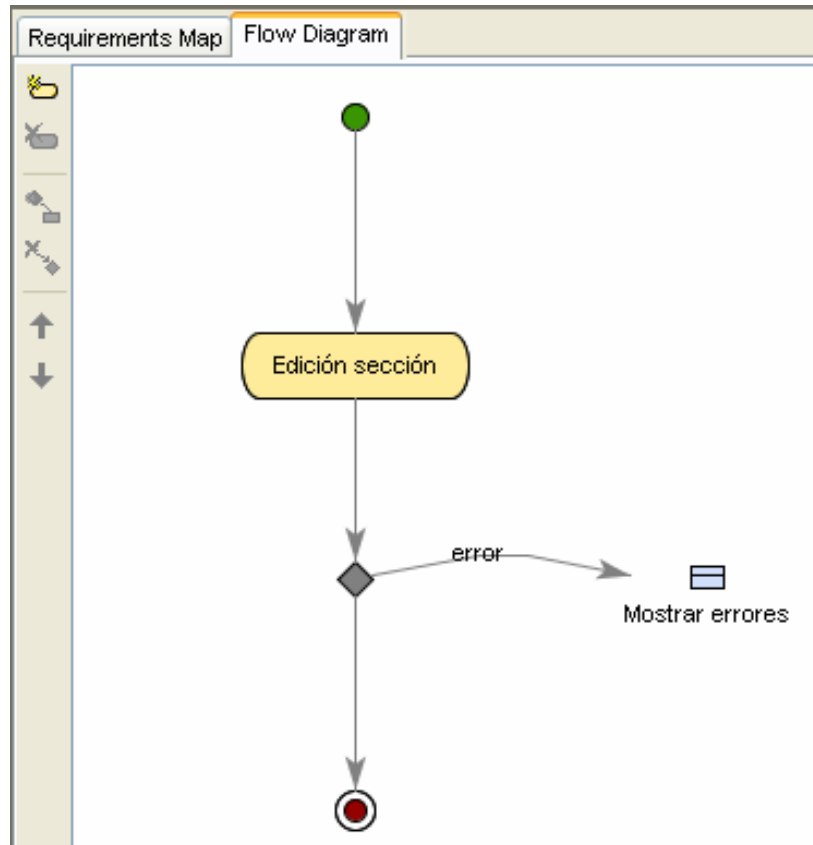 Requirements Map
Flow Diagram
Edición sección
error
Mostrar errores